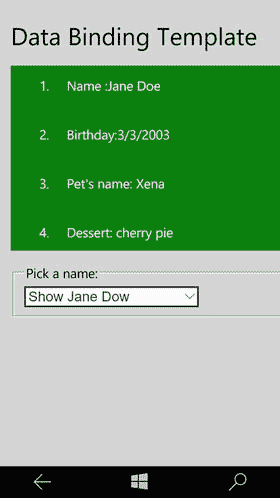 Data Binding Template
1. Name :Jane Doe
2. Birthday:3/3/2003
3. Pet's name: Xena
4. Dessert: cherry pie
Pick a name:
Show Jane Dow